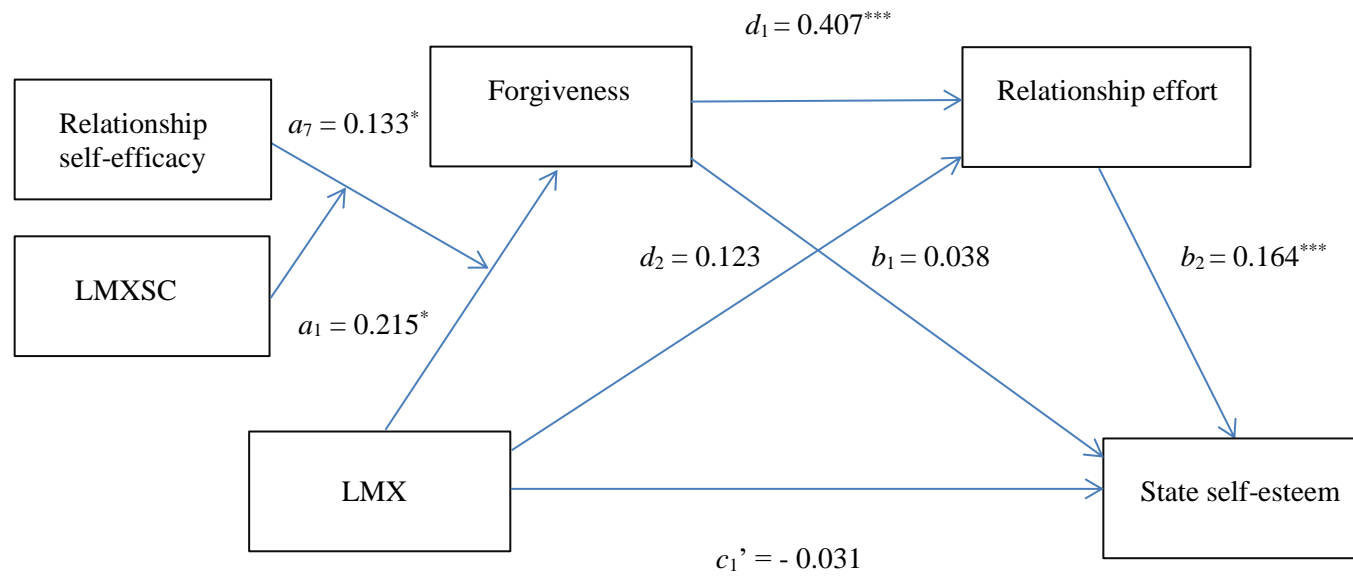 d₁ = 0.407***
Forgiveness
Relationship effort
Relationship
self-efficacy
a₇ = 0.133*
LMXSC
d₂ = 0.123
b₁ = 0.038
b₂ = 0.164***
a₁ = 0.215*
LMX
State self-esteem
c₁’ = - 0.031